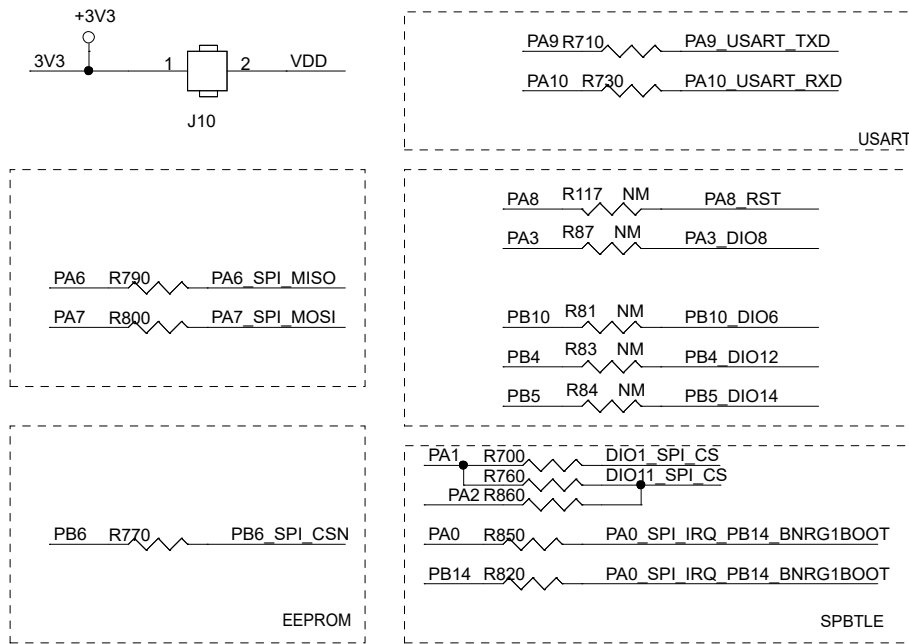 +3V3
3V3 1 2 VDD
J10
PA9 R710 PA9_USART_TXD
PA10 R730 PA10_USART_RXD
USART
PA6 R790 PA6_SPI_MISO
PA7 R800 PA7_SPI_MOSI
PA8 R117 NM PA8_RST
PA3 R87 NM PA3_DIO8
PB10 R81 NM PB10_DIO6
PB4 R83 NM PB4_DIO12
PB5 R84 NM PB5_DIO14
PB6 R770 PB6_SPI_CSN
EEPROM
PA1 R700 DIO1_SPI_CS
R760 DIO11_SPI_CS
PA2 R860
PA0 R850 PA0_SPI_IRQ_PB14_BNRG1BOOT
PB14 R820 PA0_SPI_IRQ_PB14_BNRG1BOOT
SPBTLE